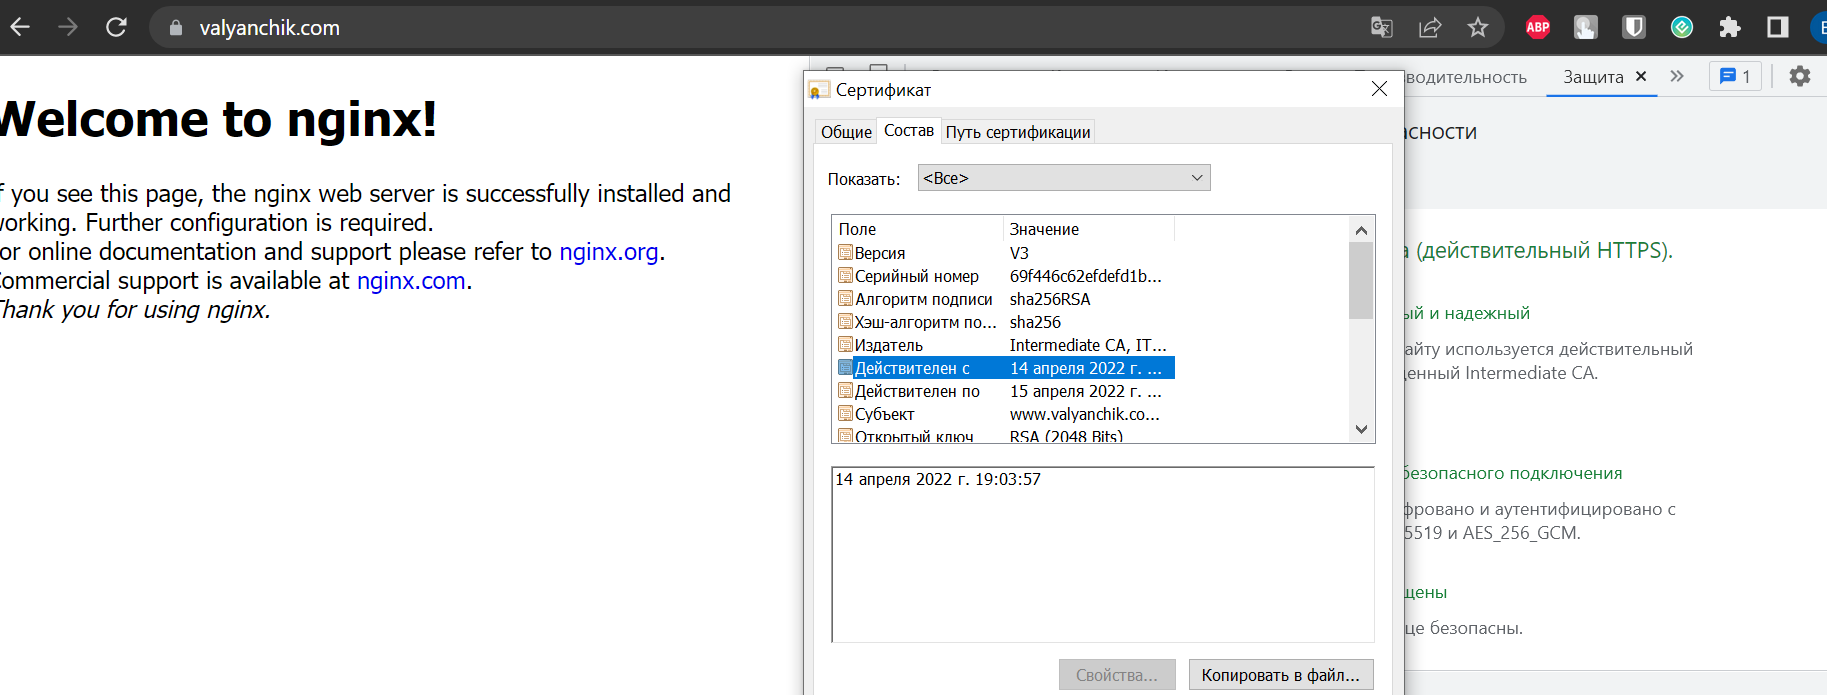 valyanchik.com
ABP
Welcome to nginx!
f you see this page, the nginx web server is successfully installed and
working. Further configuration is required.
or online documentation and support please refer to nginx.org.
ommercial support is available at nginx.com.
Thank you for using nginx.
Сертификат
Общие
Состав
Путь сертификации
Показать:
<Все>
Поле Значение
Версия V3
Серийный номер 69f446c62efdefd1b...
Алгоритм подписи sha256RSA
Хэш-алгоритм по... sha256
Издатель Intermediate CA, IT...
Действителен с 14 апреля 2022 г. ...
Действителен по 15 апреля 2022 г. ...
Субъект www.valyanchik.co...
Открытый ключ RSA (2048 Bits)
14 апреля 2022 г. 19:03:57
Свойства...
Копировать в файл...
водительность
Защита
1
асности
а (действительный HTTPS).
ый и надежный
айту используется действительный
денный Intermediate CA.
безопасного подключения
фровано и аутентифицировано с
5519 и AES_256_GCM.
щены
це безопасны.